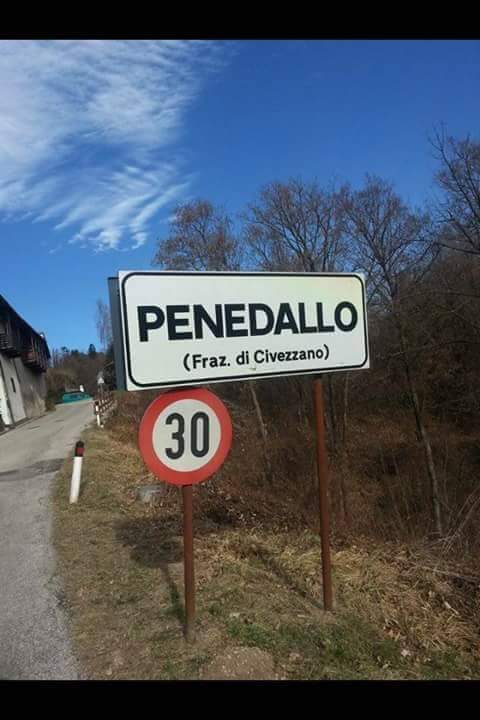 PENEDALLO
(Fraz. di Civezzano)
30